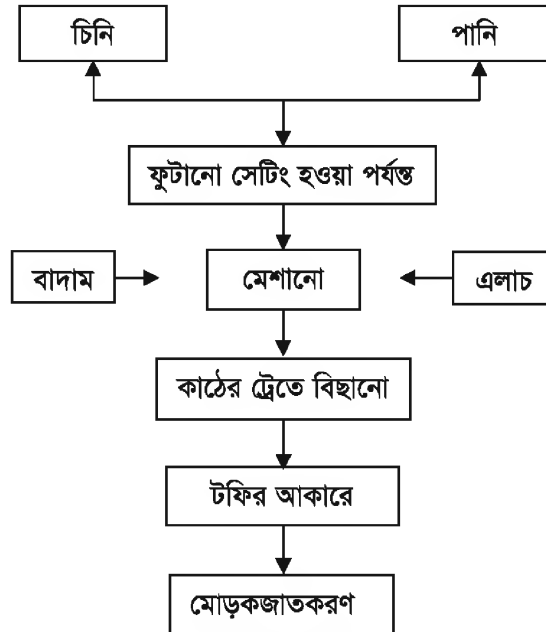 চিনি
পানি
ফুটানো সেটিং হওয়া পর্যন্ত
বাদাম
মেশানো
এলাচ
কাঠের ট্রেতে বিছানো
টফির আকারে
মোড়কজাতকরণ